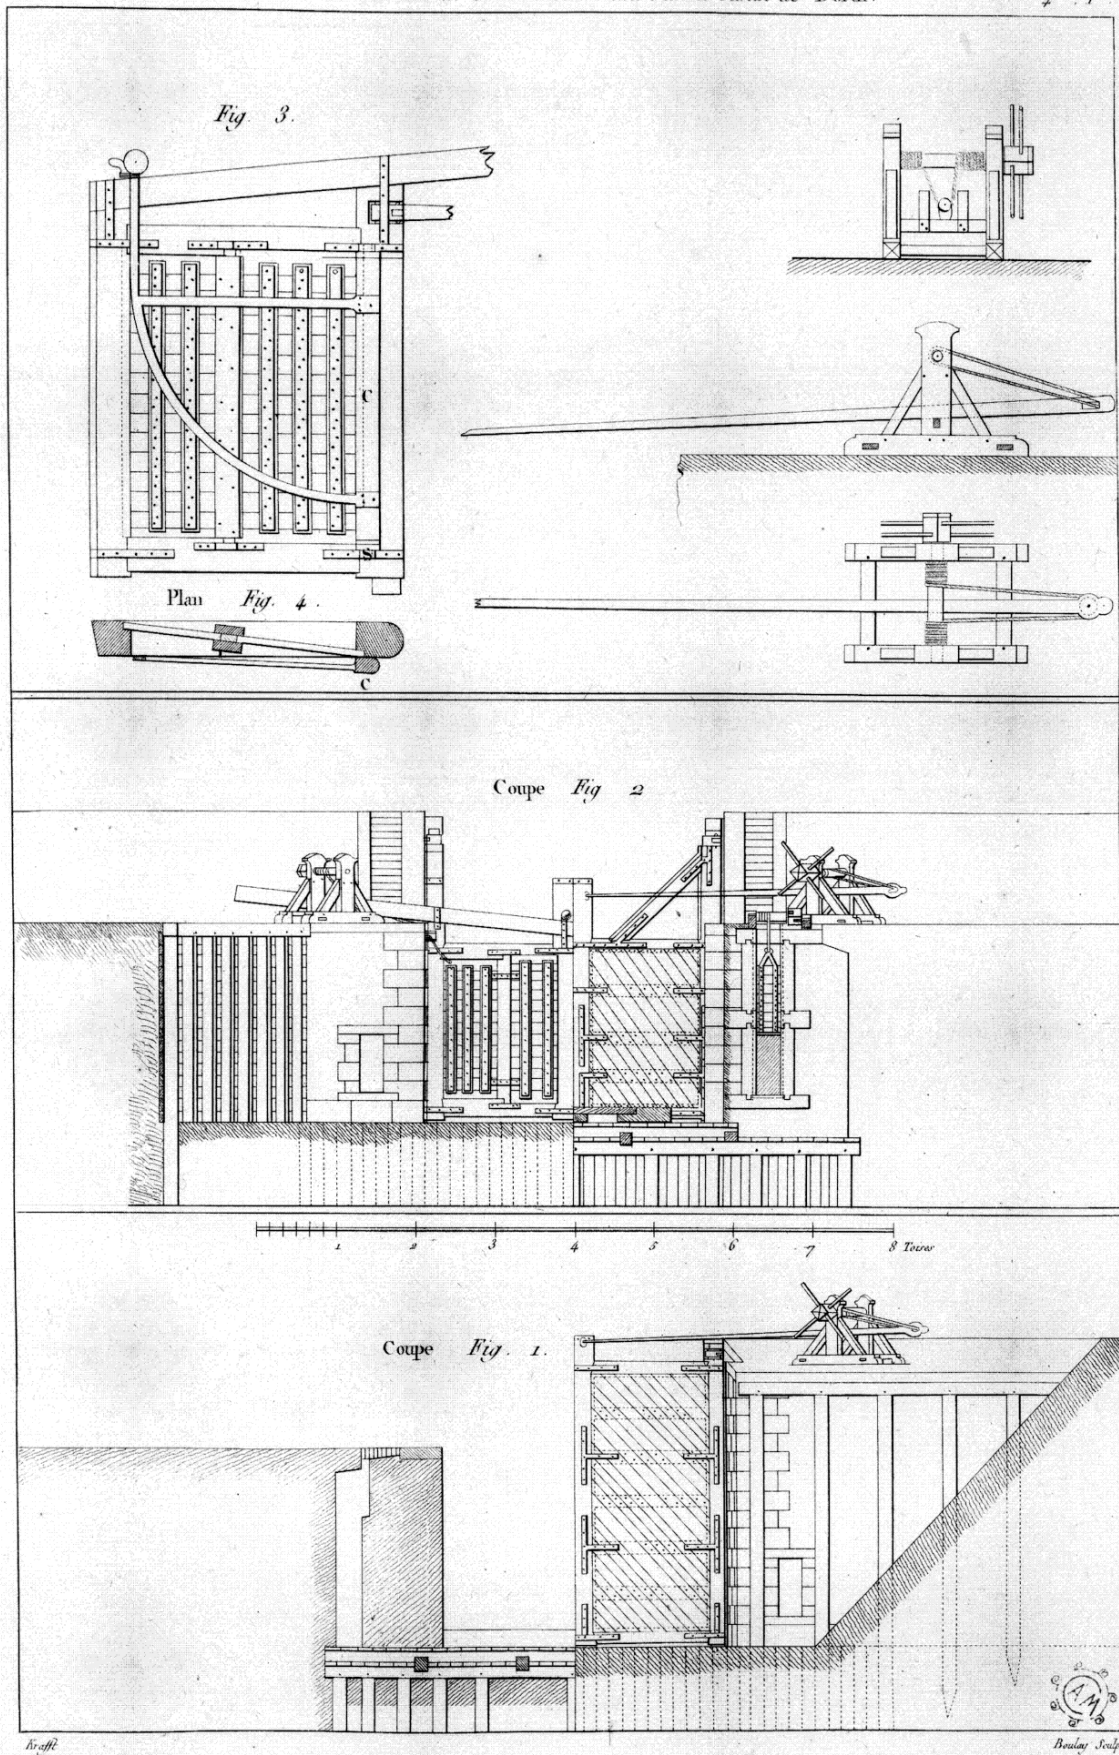 Fig. 3.
C
S
Plan Fig. 4.
C
Coupe Fig 2
1 2 3 4 5 6 7 8 Toises
Coupe Fig. 1.
A.M.
Krafft
Boulay Sculp